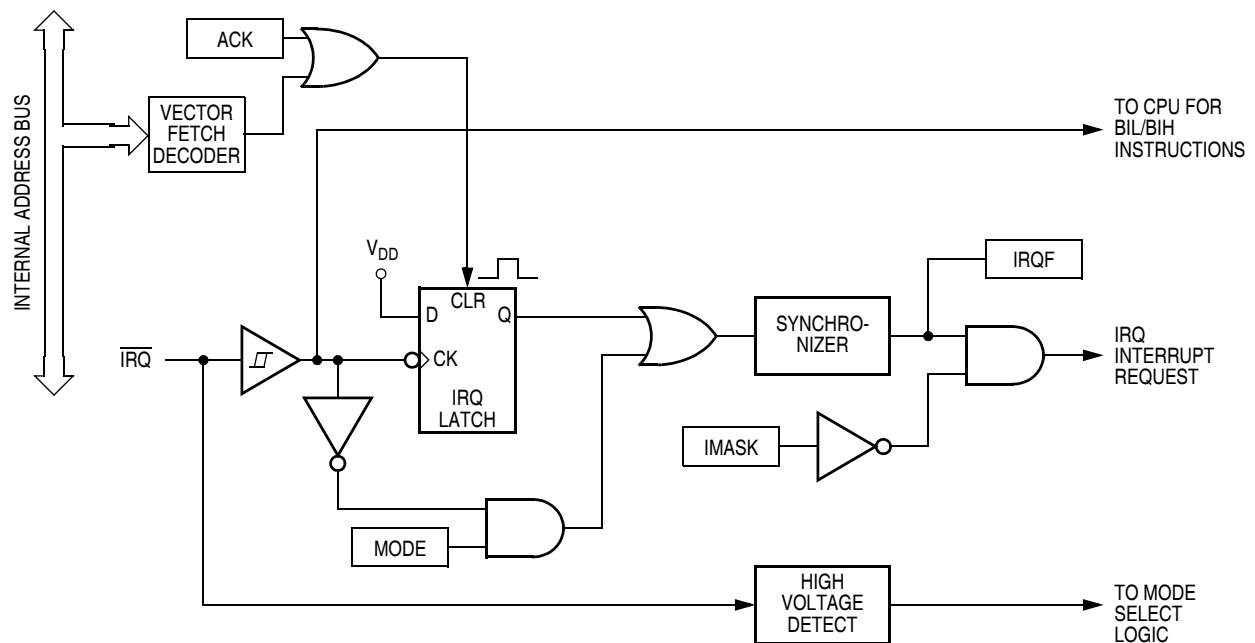 ACK
INTERNAL ADDRESS BUS
VECTOR
FETCH
DECODER
TO CPU FOR
BIL/BIH
INSTRUCTIONS
VDD
IRQF
CLR
D
Q
SYNCHRO-
NIZER
IRQ
INTERRUPT
REQUEST
IRQ
CK
IRQ
LATCH
IMASK
MODE
HIGH
VOLTAGE
DETECT
TO MODE
SELECT
LOGIC